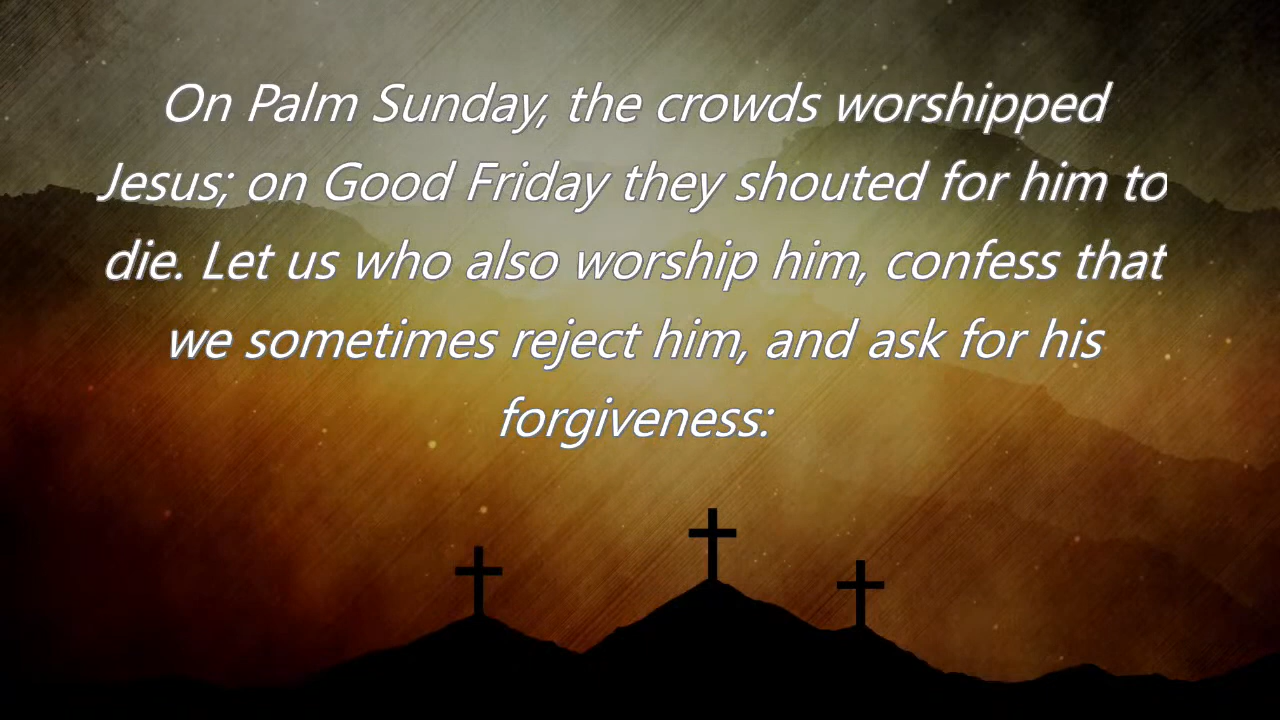 On Palm Sunday, the crowds worshipped
Jesus; on Good Friday they shouted for him to
die. Let us who also worship him, confess that
we sometimes reject him, and ask for his
forgiveness: